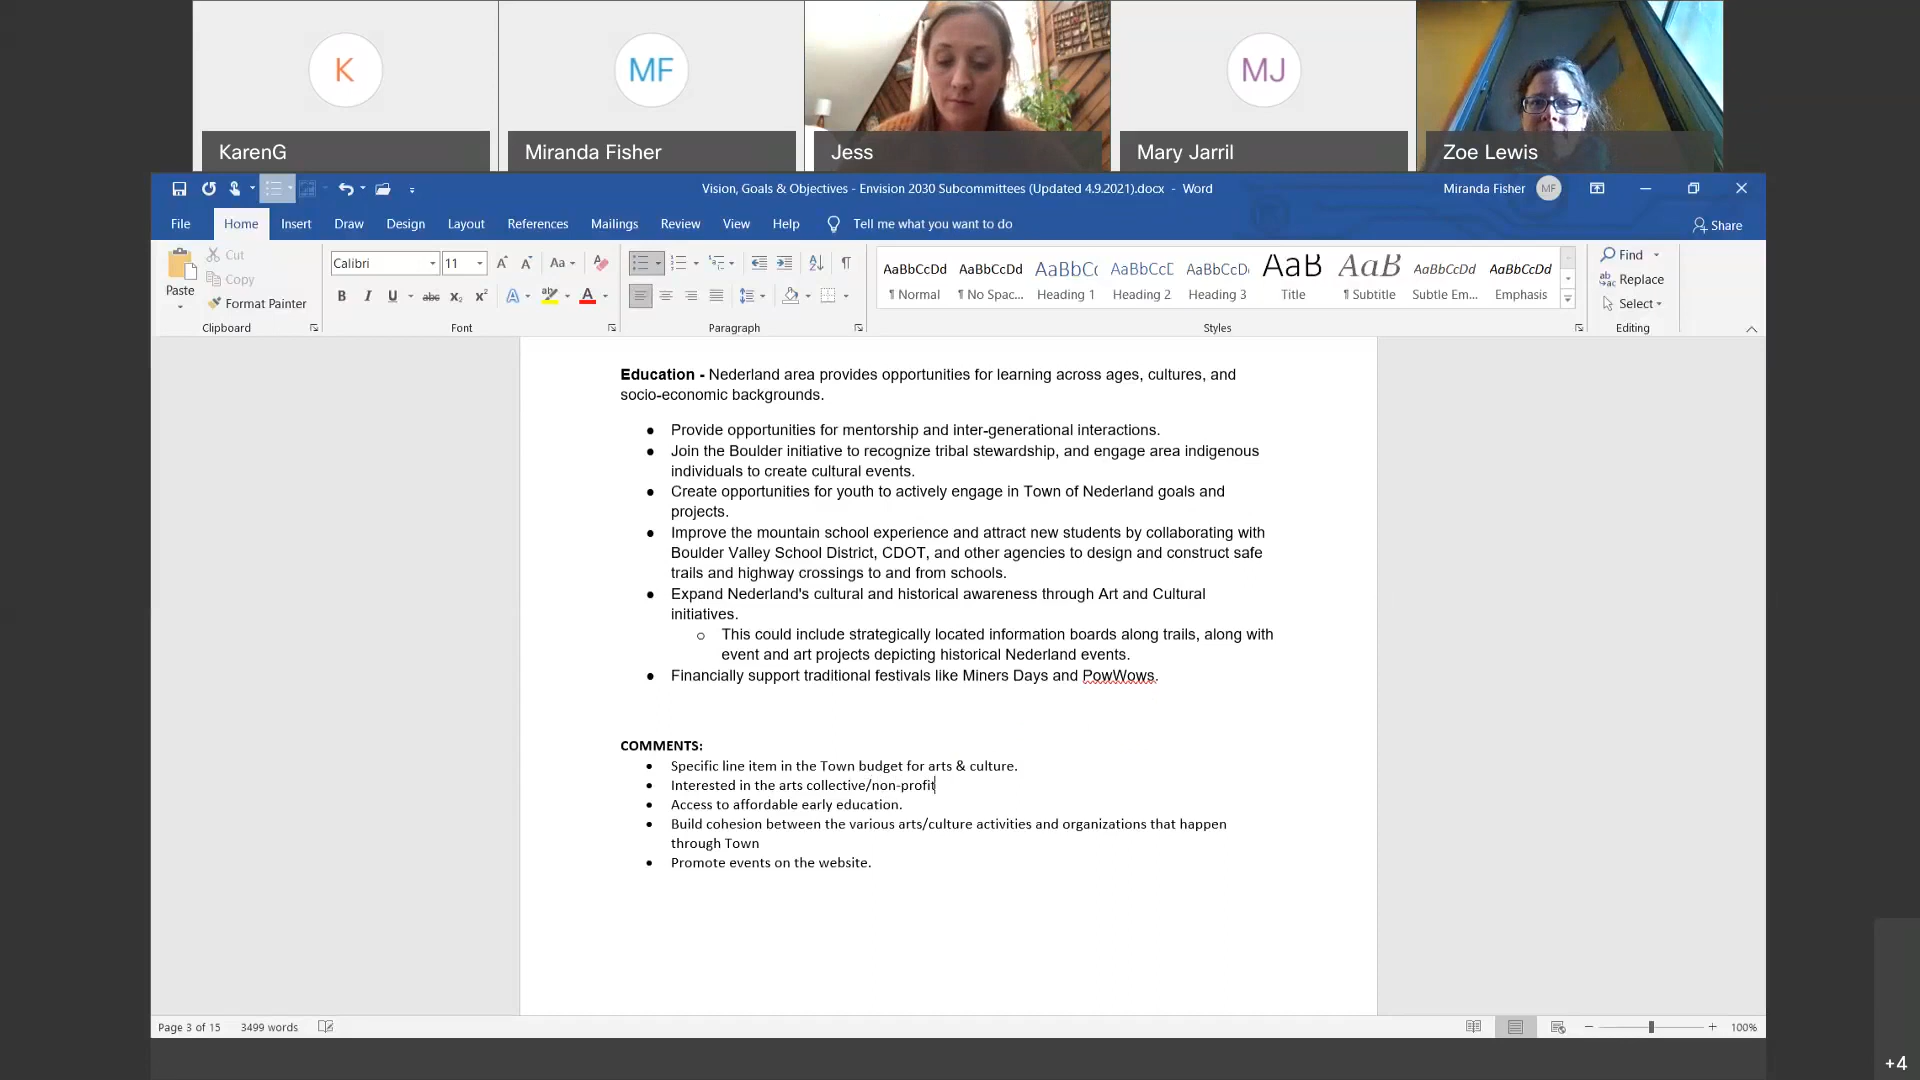 K
MF
MJ
KarenG
Miranda Fisher
Jess
Mary Jarril
Zoe Lewis
Vision, Goals & Objectives - Envision 2030 Subcommittees (Updated 4.9.2021).docx - Word
Miranda Fisher
MF
File
Home
Insert
Draw
Design
Layout
References
Mailings
Review
View
Help
Tell me what you want to do
Share
Paste
Cut
Copy
Format Painter
Clipboard
Calibri
11
Font
Paragraph
AaBbCcDd
¶ Normal
AaBbCcDd
¶ No Spac...
AaBbCc
Heading 1
AaBbCcD
Heading 2
AaBbCcDd
Heading 3
AaB
Title
AaB
¶ Subtitle
AaBbCcDd
Subtle Em...
AaBbCcDd
Emphasis
Styles
Find
Replace
Select
Editing
Education - Nederland area provides opportunities for learning across ages, cultures, and
socio-economic backgrounds.
● Provide opportunities for mentorship and inter-generational interactions.
● Join the Boulder initiative to recognize tribal stewardship, and engage area indigenous
individuals to create cultural events.
● Create opportunities for youth to actively engage in Town of Nederland goals and
projects.
● Improve the mountain school experience and attract new students by collaborating with
Boulder Valley School District, CDOT, and other agencies to design and construct safe
trails and highway crossings to and from schools.
● Expand Nederland's cultural and historical awareness through Art and Cultural
initiatives.
○ This could include strategically located information boards along trails, along with
event and art projects depicting historical Nederland events.
● Financially support traditional festivals like Miners Days and PowWows.
COMMENTS:
• Specific line item in the Town budget for arts & culture.
• Interested in the arts collective/non-profit
• Access to affordable early education.
• Build cohesion between the various arts/culture activities and organizations that happen
through Town
• Promote events on the website.
Page 3 of 15
3499 words
100%
+4